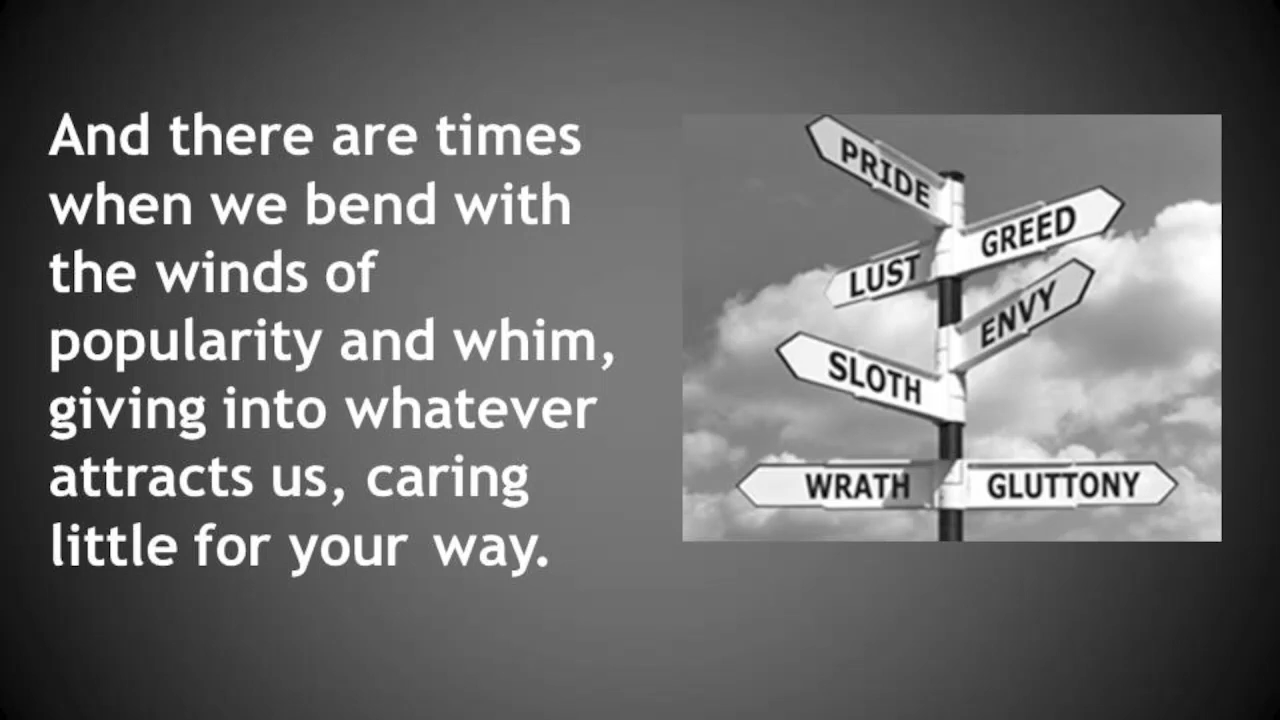 And there are times
when we bend with
the winds of
popularity and whim,
giving into whatever
attracts us, caring
little for your way.
PRIDE
GREED
LUST
ENVY
SLOTH
WRATH
GLUTTONY